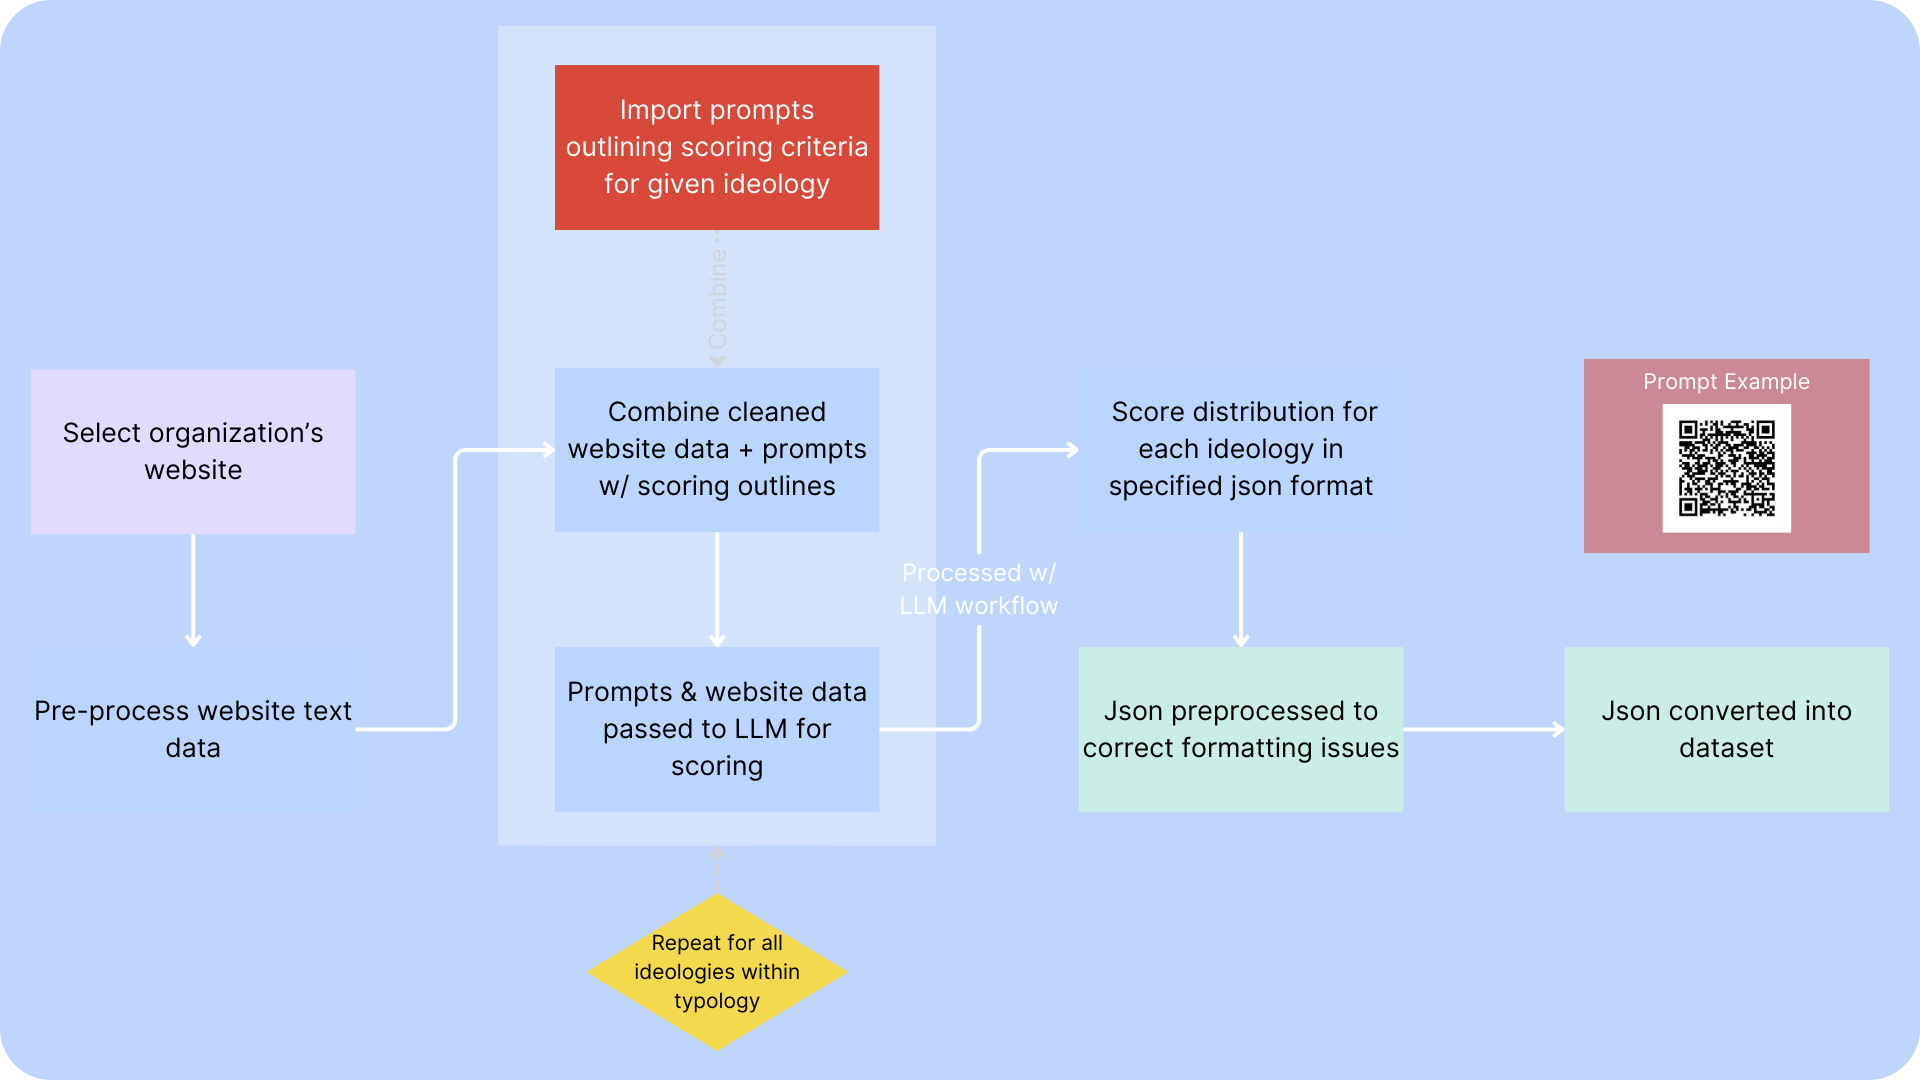 Import prompts
outlining scoring criteria
for given ideology
Combine
Select organization’s
website
Pre-process website text
data
Combine cleaned
website data + prompts
w/ scoring outlines
Prompts & website data
passed to LLM for
scoring
Processed w/
LLM workflow
Score distribution for
each ideology in
specified json format
Json preprocessed to
correct formatting issues
Json converted into
dataset
Prompt Example
Repeat for all
ideologies within
typology